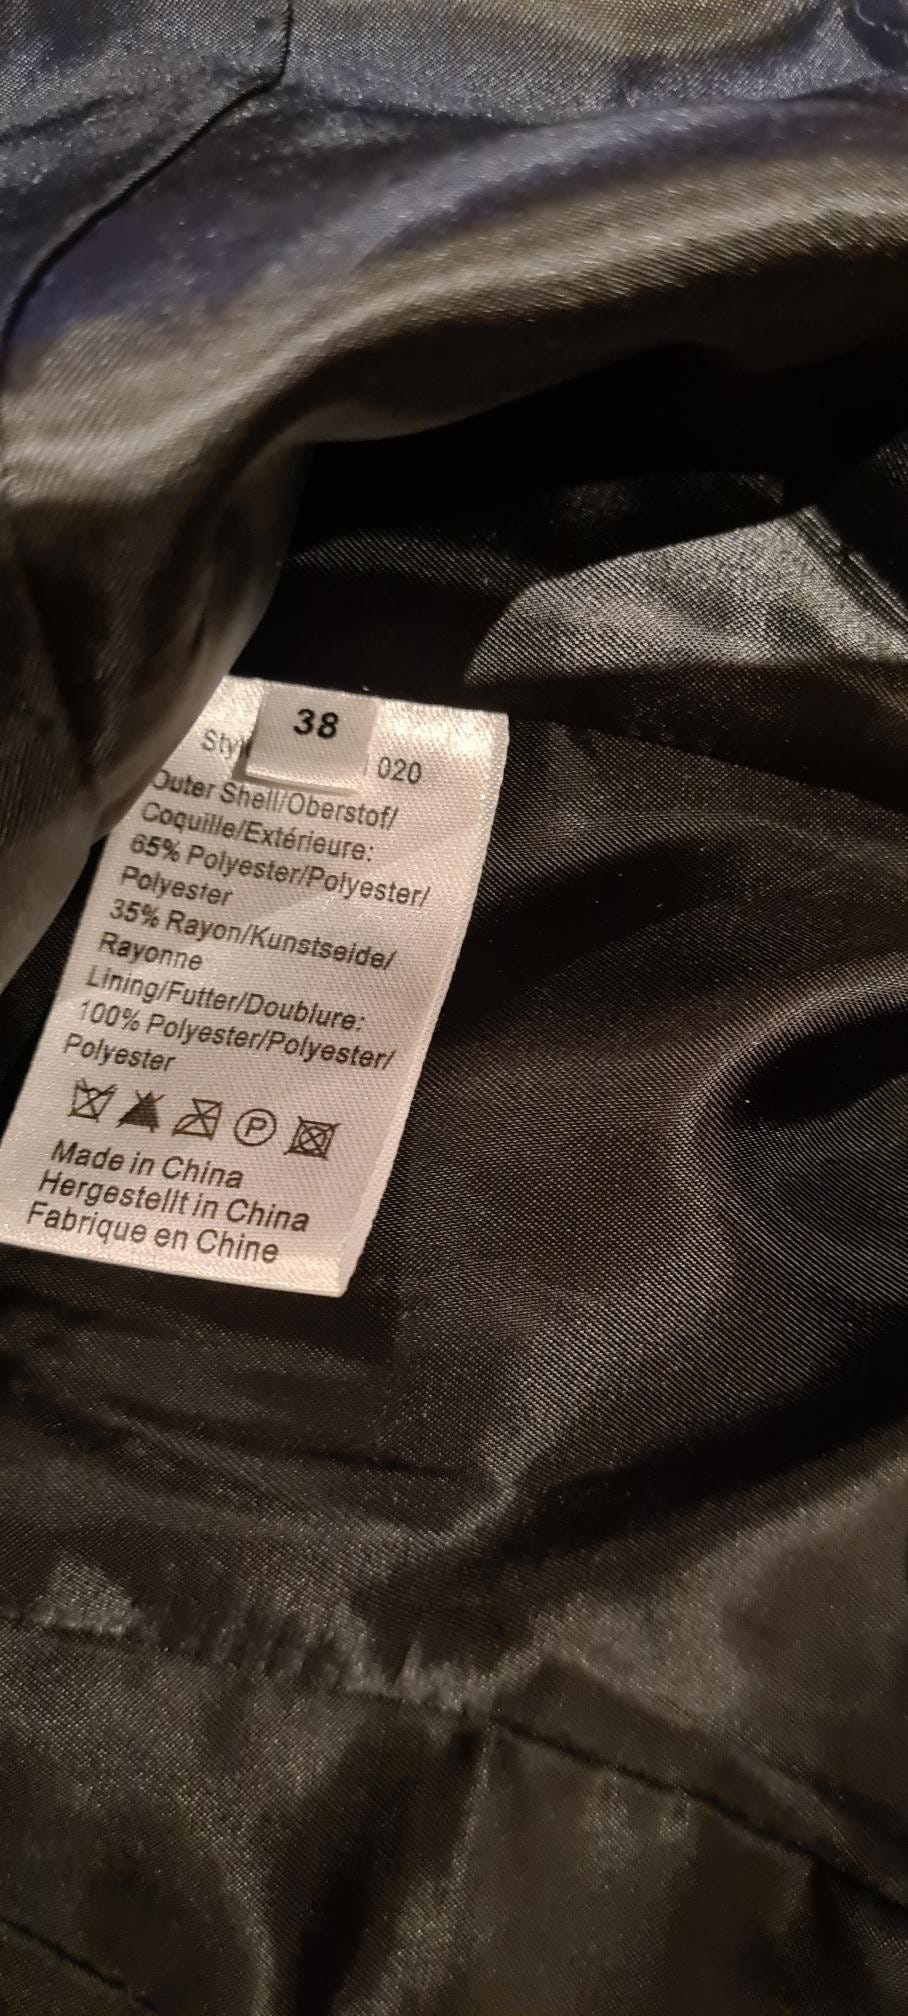 38
020
Outer Shell/Oberstof/
Coquille/Extérieure:
65% Polyester/Polyester/
Polyester
35% Rayon/Kunstseide/
Rayonne
Lining/Futter/Doublure:
100% Polyester/Polyester/
Polyester
P
Made in China
Hergestellt in China
Fabrique en Chine